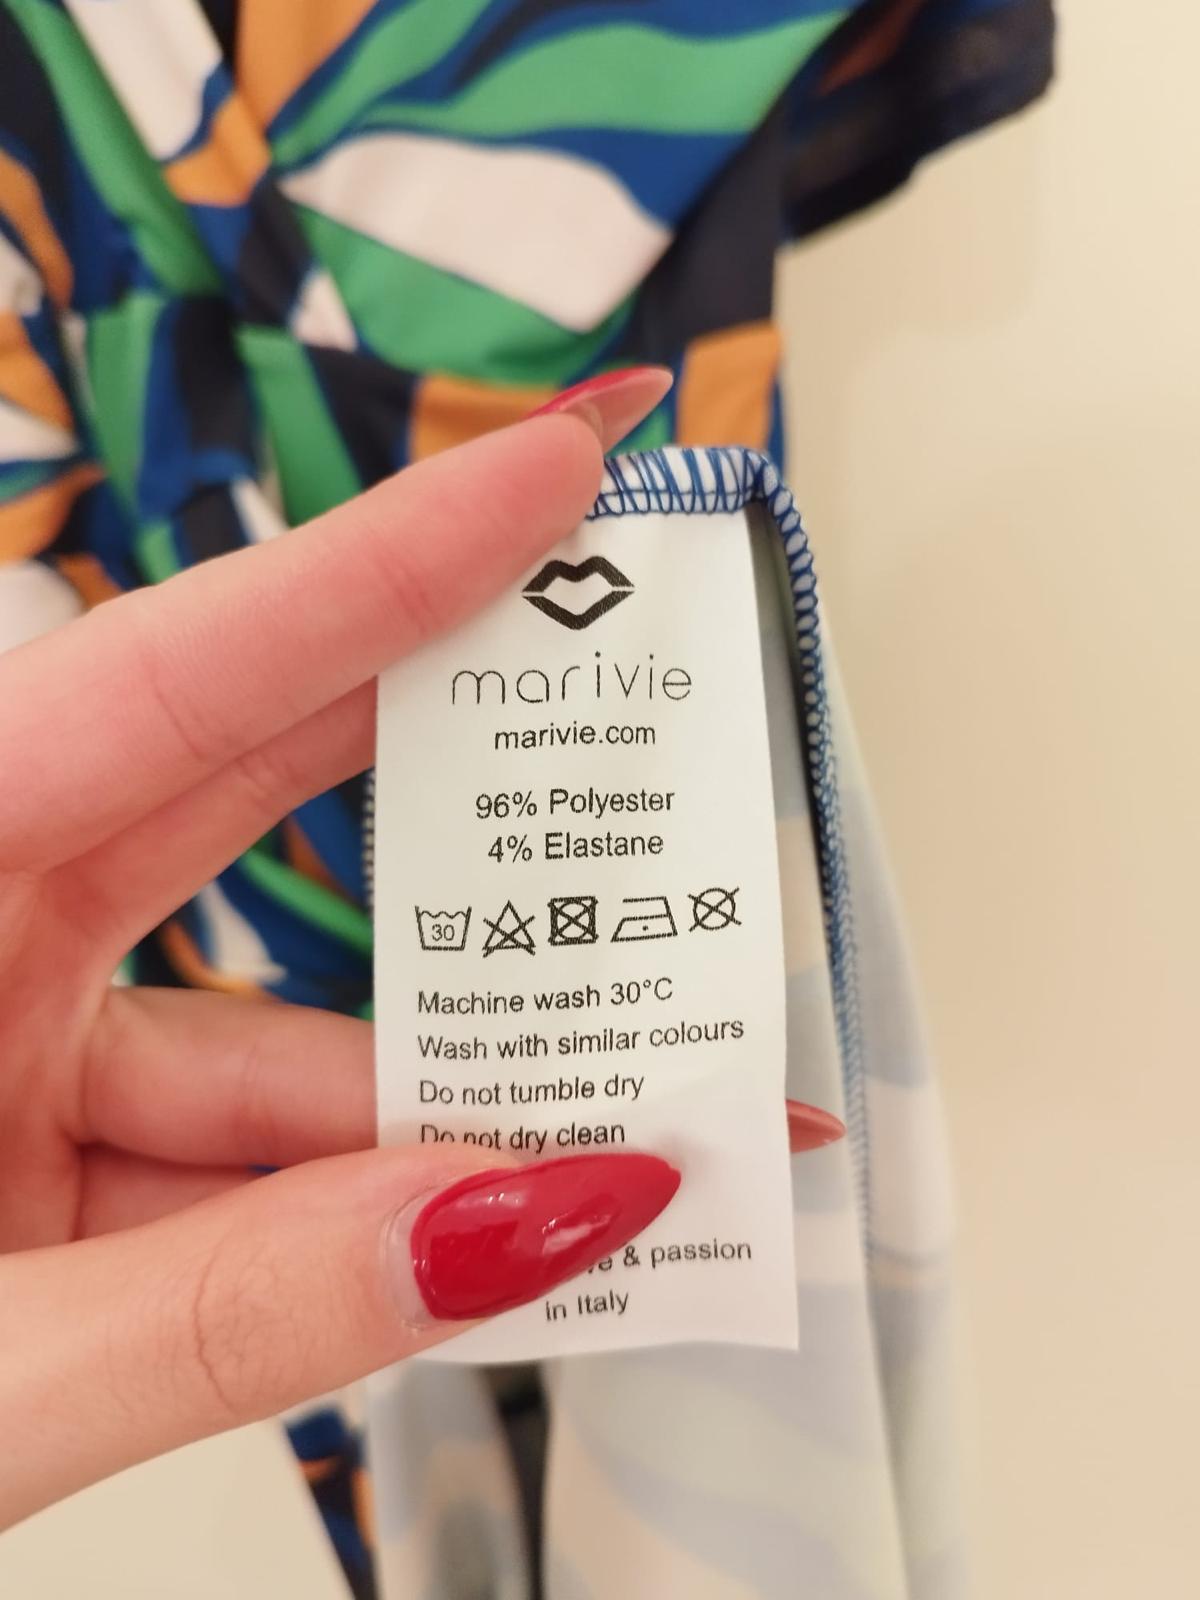 marivie
marivie.com
96% Polyester
4% Elastane
30
Machine wash 30°C
Wash with similar colours
Do not tumble dry
Do not dry clean
& passion
in Italy